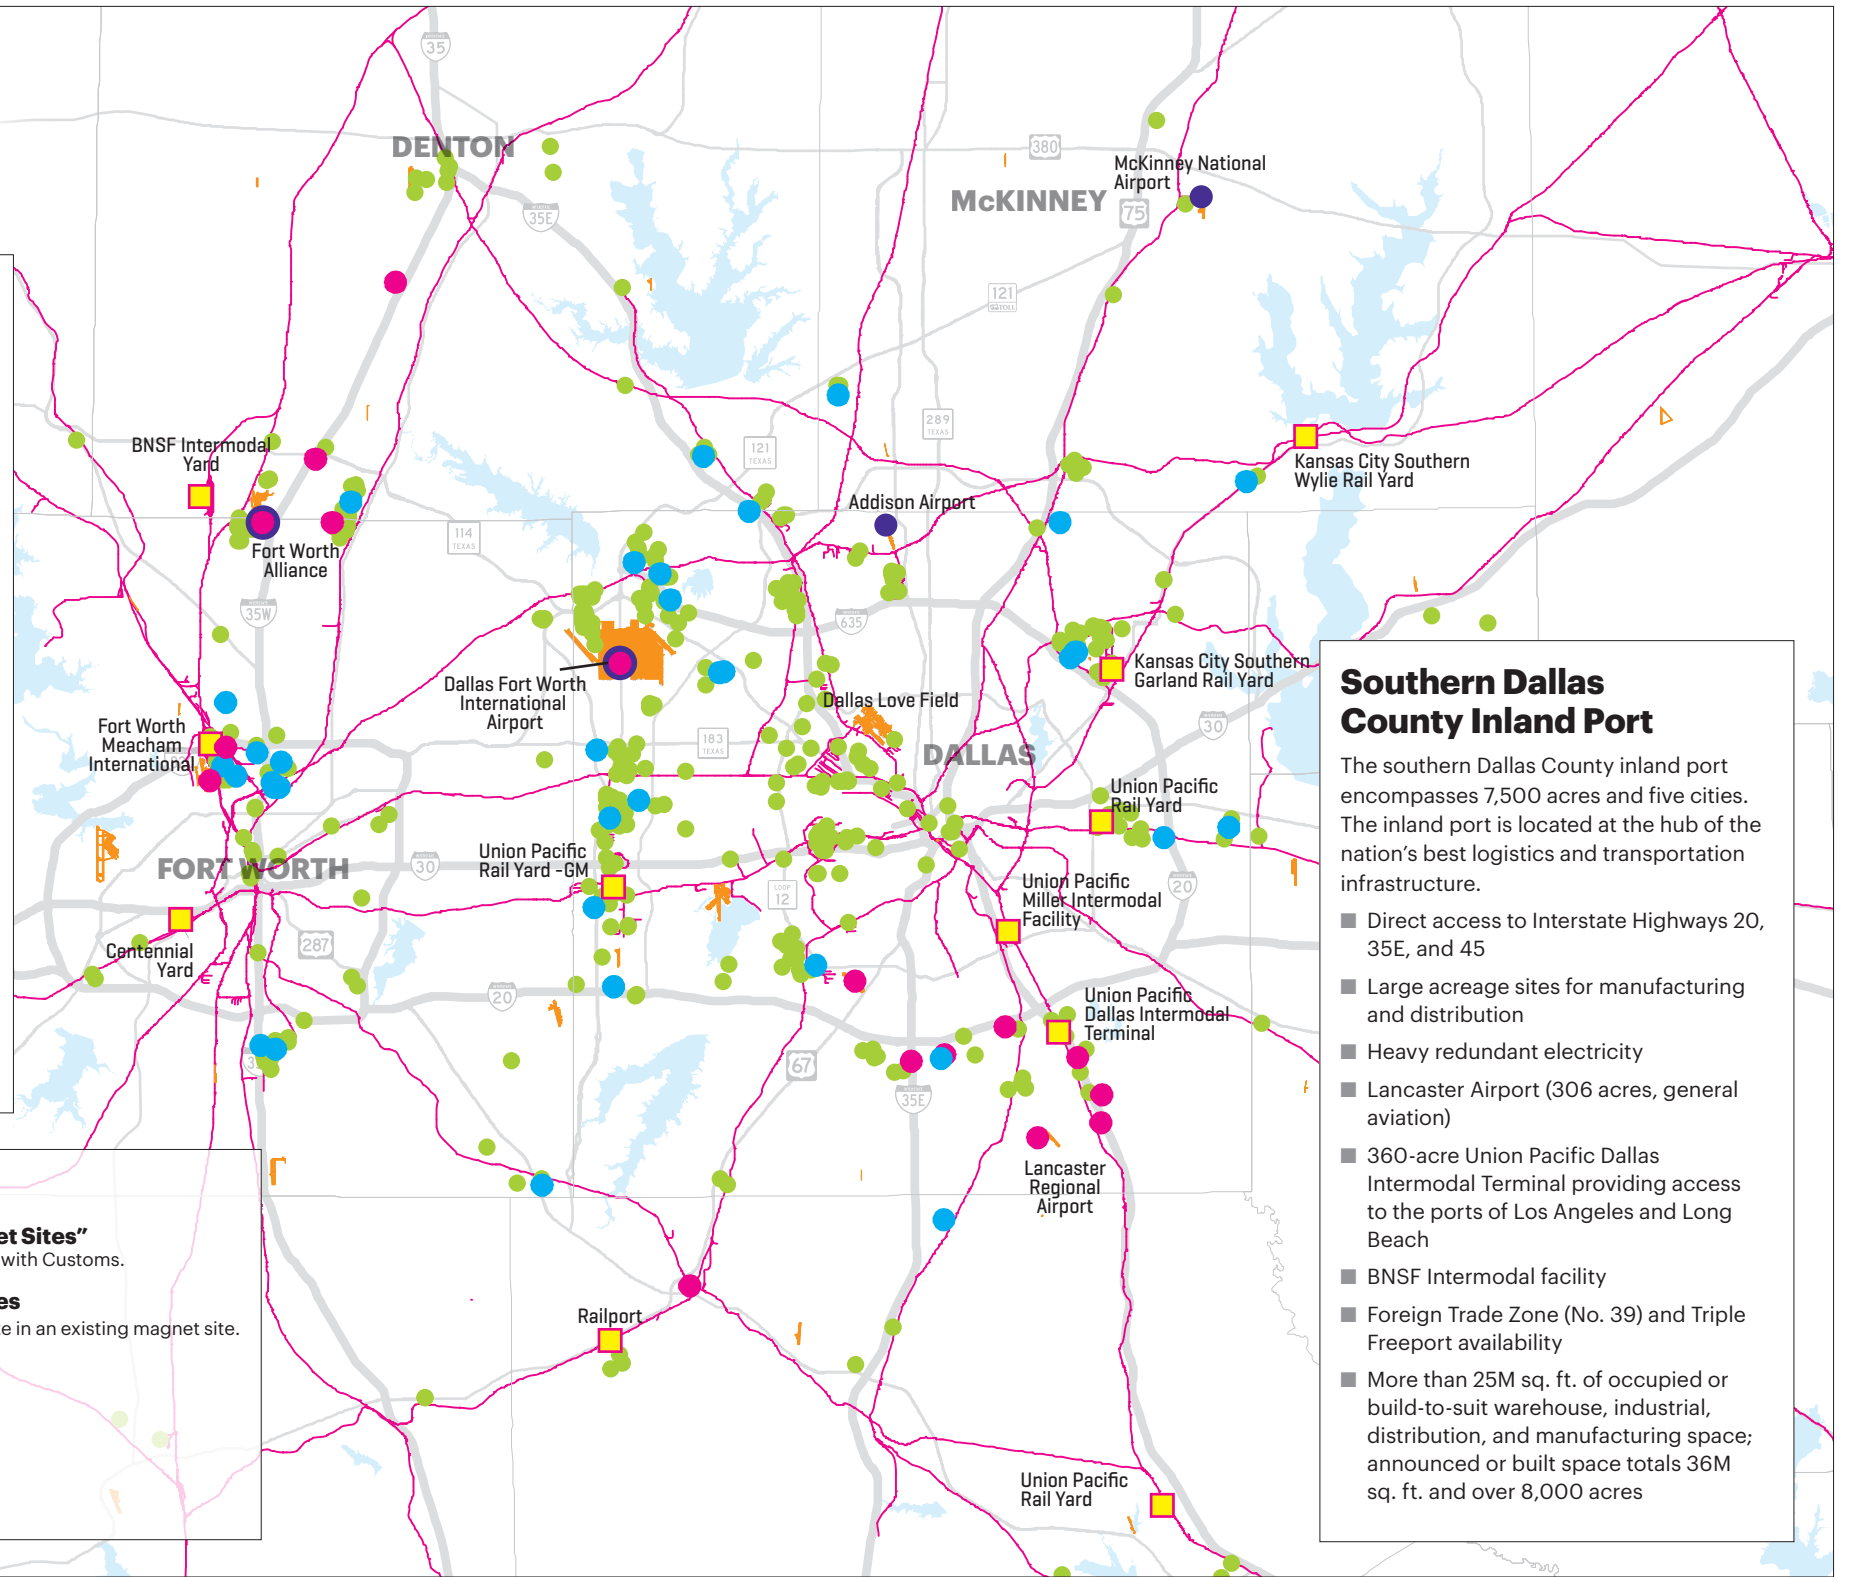 35
DENTON
35E
380
McKinney National
Airport
McKINNEY
75
121
TOLL
BNSF Intermodal
Yard
289
TEXAS
121
TEXAS
Kansas City Southern
Wylie Rail Yard
Addison Airport
114
TEXAS
Fort Worth
Alliance
35W
635
Kansas City Southern
Garland Rail Yard
Dallas Fort Worth
International
Airport
Dallas Love Field
30
Fort Worth
Meacham
International
183
TEXAS
DALLAS
Union Pacific
Rail Yard
FORT WORTH
30
Union Pacific
Rail Yard -GM
LOOP
12
20
Union Pacific
Miller Intermodal
Facility
Centennial
Yard
287
20
Union Pacific
Dallas Intermodal
Terminal
67
35E
Lancaster
Regional
Airport
et Sites”
with Customs.
es
e in an existing magnet site.
Railport
Union Pacific
Rail Yard
Southern Dallas
County Inland Port
The southern Dallas County inland port
encompasses 7,500 acres and five cities.
The inland port is located at the hub of the
nation’s best logistics and transportation
infrastructure.
■ Direct access to Interstate Highways 20,
35E, and 45
■ Large acreage sites for manufacturing
and distribution
■ Heavy redundant electricity
■ Lancaster Airport (306 acres, general
aviation)
■ 360-acre Union Pacific Dallas
Intermodal Terminal providing access
to the ports of Los Angeles and Long
Beach
■ BNSF Intermodal facility
■ Foreign Trade Zone (No. 39) and Triple
Freeport availability
■ More than 25M sq. ft. of occupied or
build-to-suit warehouse, industrial,
distribution, and manufacturing space;
announced or built space totals 36M
sq. ft. and over 8,000 acres